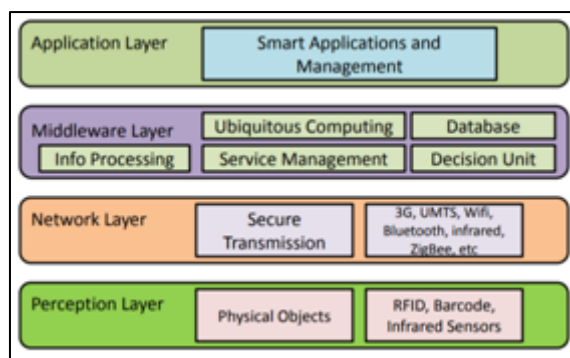 Application Layer
Smart Applications and
Management
Middleware Layer
Ubiquitous Computing
Database
Info Processing
Service Management
Decision Unit
Network Layer
Secure
Transmission
3G, UMTS, Wifi,
Bluetooth, infrared,
ZigBee, etc
Perception Layer
Physical Objects
RFID, Barcode,
Infrared Sensors